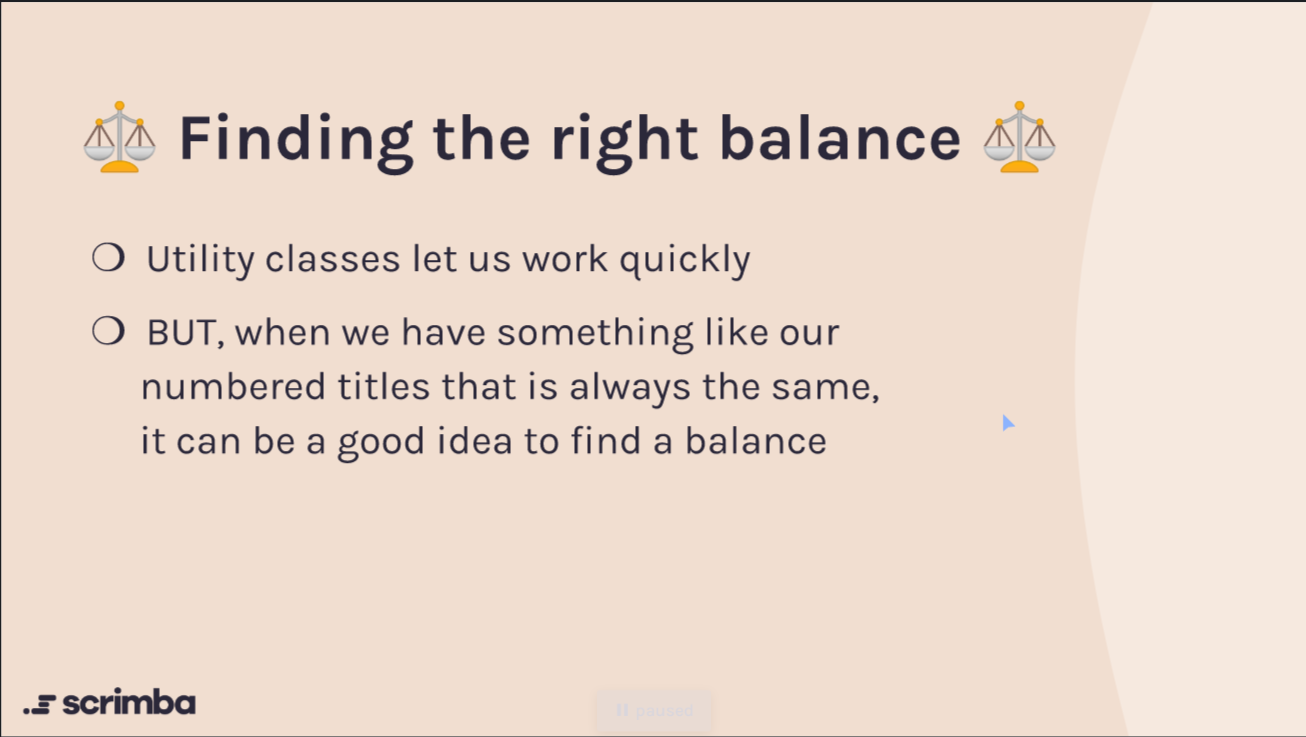 Finding the right balance
Utility classes let us work quickly
BUT, when we have something like our
numbered titles that is always the same,
it can be a good idea to find a balance
scrimba
paused